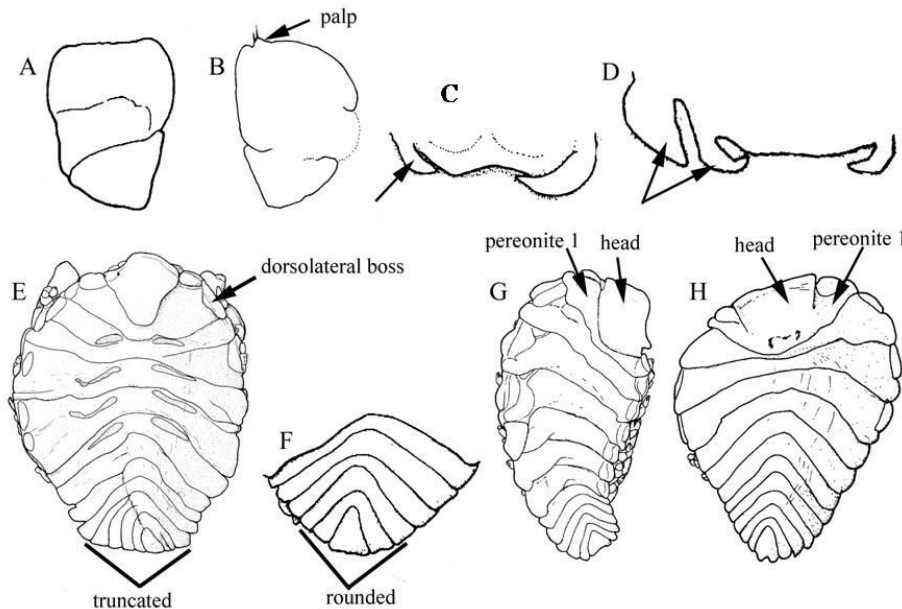 palp
A
B
C
D
pereonite 1
head
head
pereonite 1
E
dorsolateral boss
G
H
F
truncated
rounded